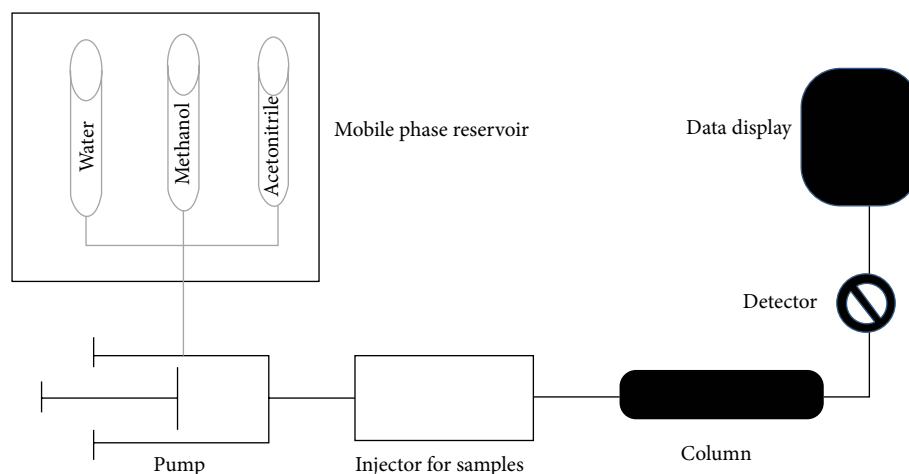 Water
Methanol
Acetonitrile
Mobile phase reservoir
Data display
Detector
Pump
Injector for samples
Column